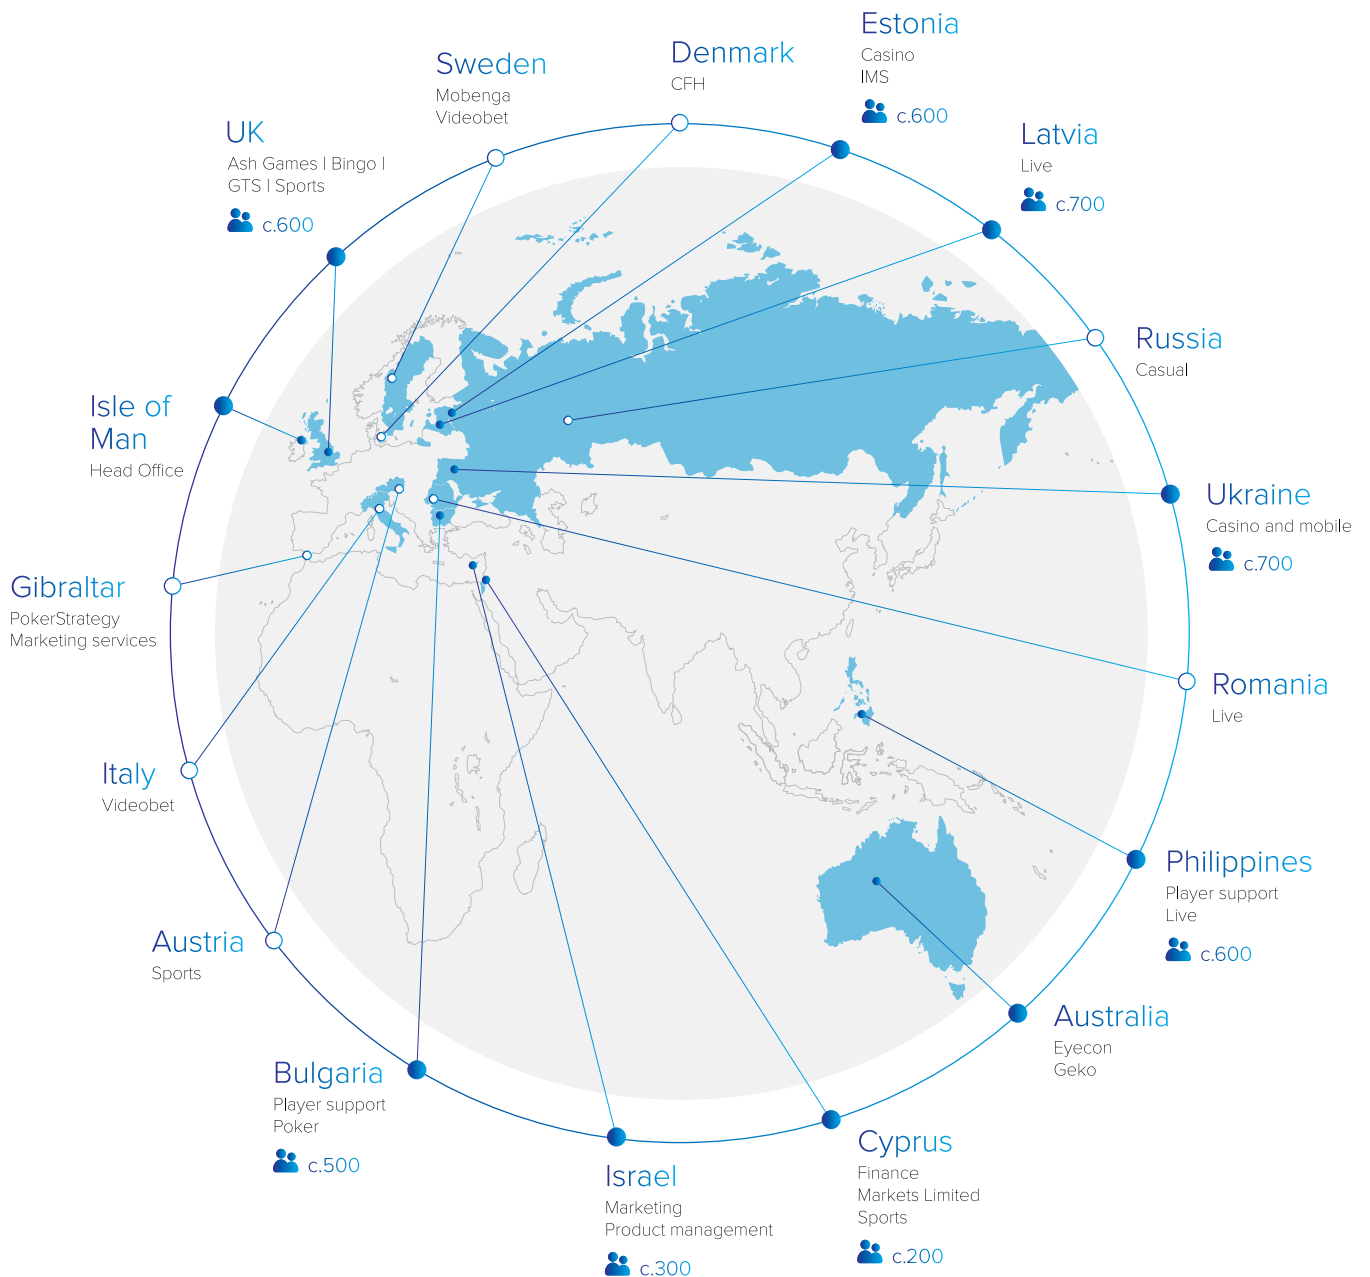 Estonia
Casino
IMS
c.600
Denmark
CFH
Sweden
Mobenga
Videobet
UK
Ash Games | Bingo |
GTS | Sports
c.600
Latvia
Live
c.700
Russia
Casual
Isle of
Man
Head Office
Ukraine
Casino and mobile
c.700
Gibraltar
PokerStrategy
Marketing services
Romania
Live
Italy
Videobet
Philippines
Player support
Live
c.600
Austria
Sports
Australia
Eyecon
Geko
Bulgaria
Player support
Poker
c.500
Israel
Marketing
Product management
c.300
Cyprus
Finance
Markets Limited
Sports
c.200